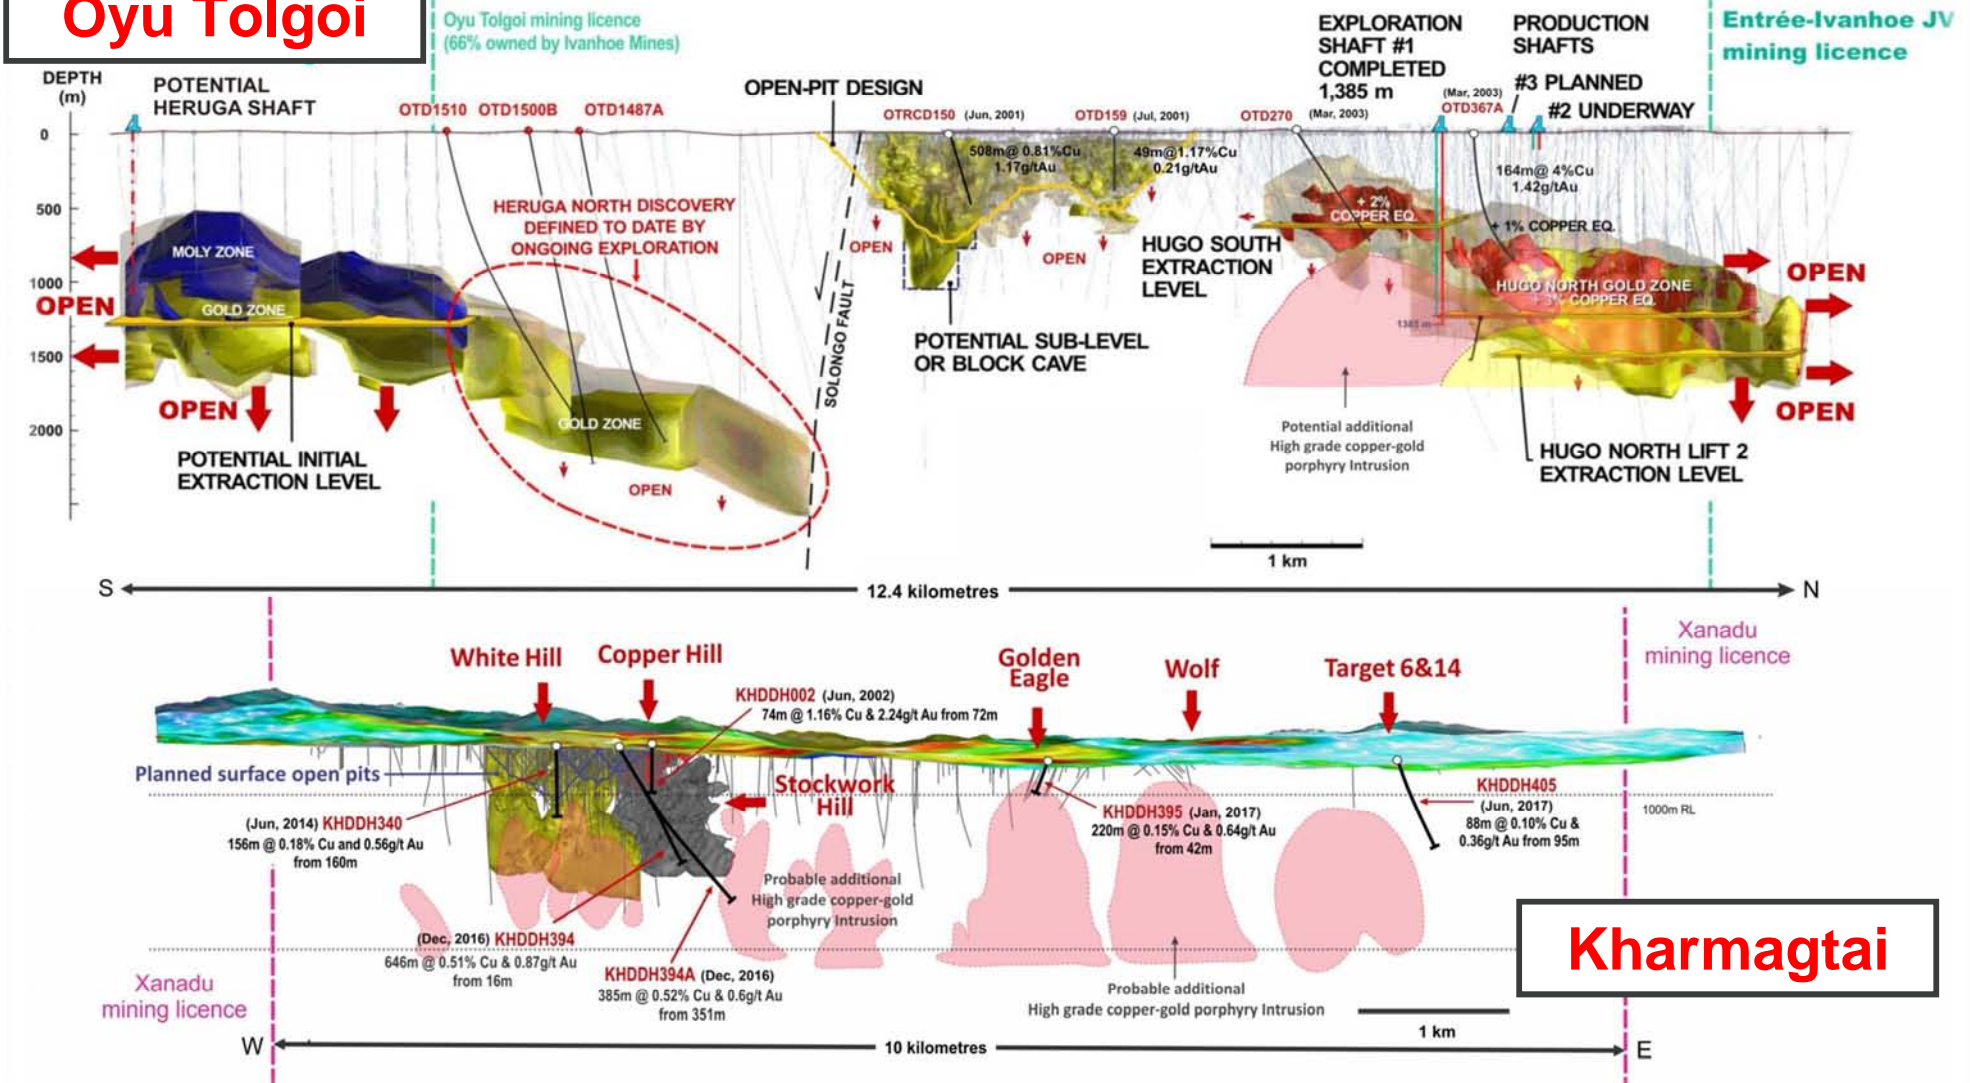 Oyu Tolgoi
Oyu Tolgoi mining licence
(66% owned by Ivanhoe Mines)
Entrée-Ivanhoe JV
mining licence
DEPTH
(m)
0
500
1000
1500
2000
POTENTIAL
HERUGA SHAFT
OTD1510
OTD1500B
OTD1487A
OPEN-PIT DESIGN
OTRCD150 (Jun, 2001)
508m@ 0.81%Cu
1.17g/tAu
OTD159 (Jul, 2001)
49m@1.17%Cu
0.21g/tAu
OTD270 (Mar, 2003)
EXPLORATION
SHAFT #1
COMPLETED
1,385 m
(Mar, 2003)
OTD367A
PRODUCTION
SHAFTS
#3 PLANNED
#2 UNDERWAY
164m@ 4%Cu
1.42g/tAu
HERUGA NORTH DISCOVERY
DEFINED TO DATE BY
ONGOING EXPLORATION
MOLY ZONE
GOLD ZONE
OPEN
OPEN
POTENTIAL INITIAL
EXTRACTION LEVEL
GOLD ZONE
OPEN
SOLONGO FAULT
OPEN
OPEN
POTENTIAL SUB-LEVEL
OR BLOCK CAVE
HUGO SOUTH
EXTRACTION
LEVEL
+ 2%
COPPER EQ.
+ 1% COPPER EQ.
HUGO NORTH GOLD ZONE
+ 3% COPPER EQ.
1385 m
OPEN
OPEN
Potential additional
High grade copper-gold
porphyry Intrusion
HUGO NORTH LIFT 2
EXTRACTION LEVEL
1 km
S
12.4 kilometres
N
Xanadu
mining licence
White Hill
Copper Hill
Golden
Eagle
Wolf
Target 6&14
KHDDH002 (Jun, 2002)
74m @ 1.16% Cu & 2.24g/t Au from 72m
Planned surface open pits
Stockwork
Hill
(Jun, 2014) KHDDH340
156m @ 0.18% Cu and 0.56g/t Au
from 160m
KHDDH395 (Jan, 2017)
220m @ 0.15% Cu & 0.64g/t Au
from 42m
KHDDH405
(Jun, 2017)
88m @ 0.10% Cu &
0.36g/t Au from 95m
1000m RL
Probable additional
High grade copper-gold
porphyry Intrusion
(Dec, 2016) KHDDH394
646m @ 0.51% Cu & 0.87g/t Au
from 16m
KHDDH394A (Dec, 2016)
385m @ 0.52% Cu & 0.6g/t Au
from 351m
Probable additional
High grade copper-gold porphyry Intrusion
Kharmagtai
Xanadu
mining licence
1 km
W
10 kilometres
E